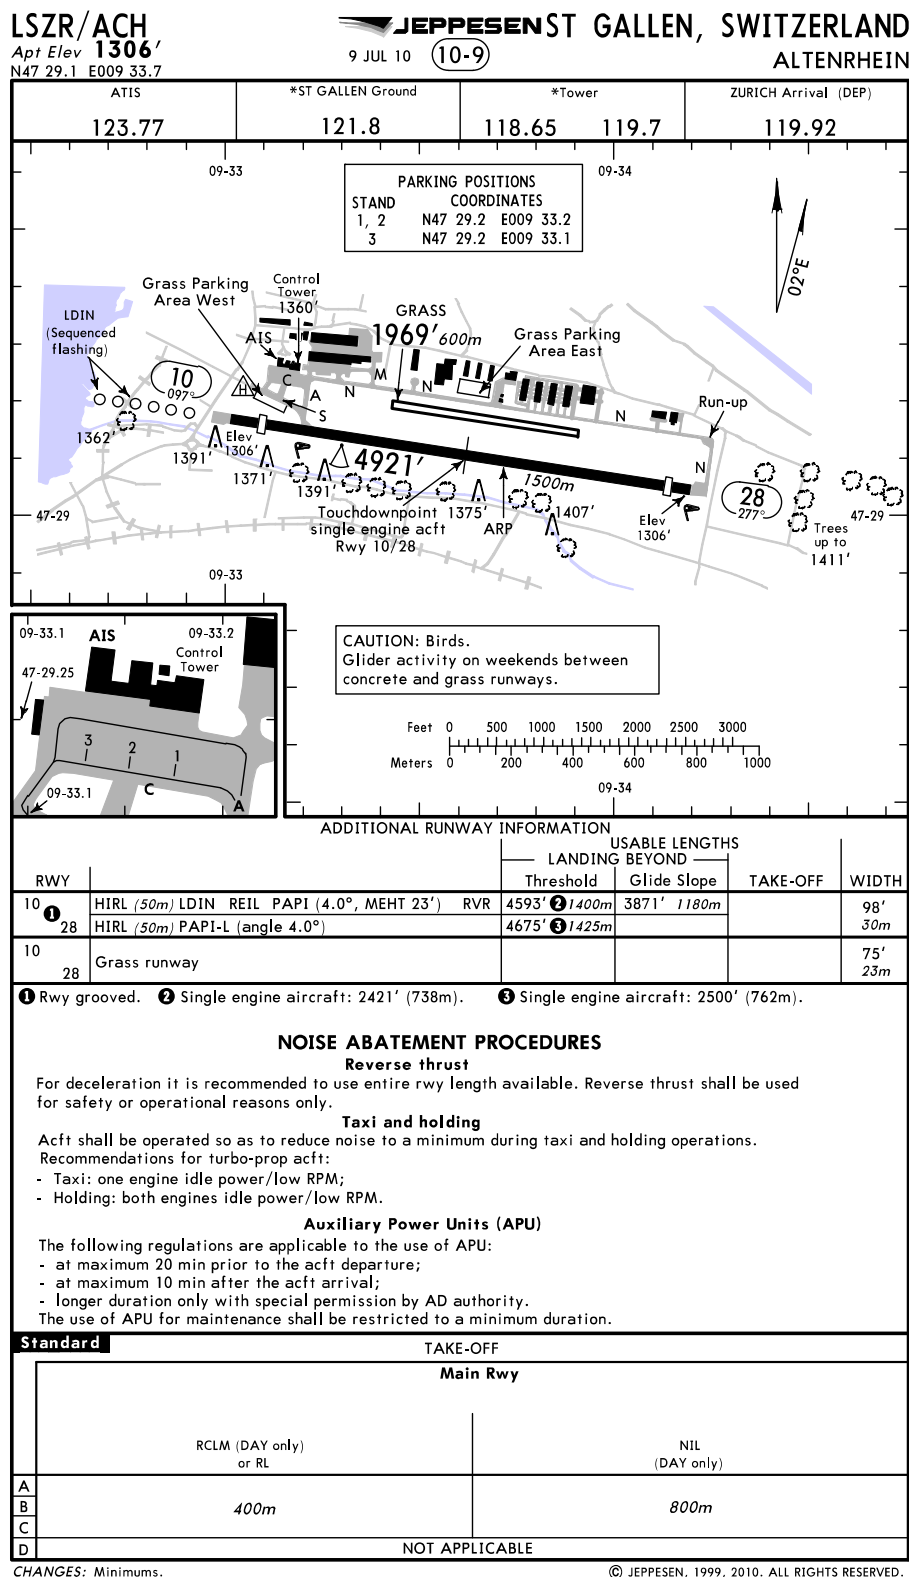 LSZR/ACH
Apt Elev 1306'
N47 29.1 E009 33.7
JEPPESEN
9 JUL 10
10-9
ST GALLEN, SWITZERLAND
ALTENRHEIN
ATIS
123.77
*ST GALLEN Ground
121.8
*Tower
118.65 119.7
ZURICH Arrival (DEP)
119.92
09-33
09-34
PARKING POSITIONS
STAND COORDINATES
1, 2 N47 29.2 E009 33.2
3 N47 29.2 E009 33.1
02°E
LDIN
(Sequenced
flashing)
Grass Parking
Area West
Control
Tower
1360'
GRASS
1969' 600m
Grass Parking
Area East
AIS
10
097°
H
C
A
S
N
M
N
N
N
Run-up
1362'
1391'
Elev
1306'
1371'
1391'
4921'
1500m
Touchdownpoint
single engine acft
Rwy 10/28
1375'
ARP
1407'
Elev
1306'
28
277°
Trees
up to
1411'
47-29
47-29
09-33
09-33.1
AIS
09-33.2
Control
Tower
47-29.25
3
2
1
C
A
09-33.1
CAUTION: Birds.
Glider activity on weekends between
concrete and grass runways.
Feet 0 500 1000 1500 2000 2500 3000
Meters 0 200 400 600 800 1000
09-34
ADDITIONAL RUNWAY INFORMATION
USABLE LENGTHS
LANDING BEYOND
RWY Threshold Glide Slope TAKE-OFF WIDTH
10 HIRL (50m) LDIN REIL PAPI (4.0°, MEHT 23') RVR 4593' ❷ 1400m 3871' 1180m
❶ 98'
28 HIRL (50m) PAPI-L (angle 4.0°) 4675' ❸ 1425m 30m
10 75'
Grass runway
28 23m
❶ Rwy grooved. ❷ Single engine aircraft: 2421' (738m). ❸ Single engine aircraft: 2500' (762m).
NOISE ABATEMENT PROCEDURES
Reverse thrust
For deceleration it is recommended to use entire rwy length available. Reverse thrust shall be used
for safety or operational reasons only.
Taxi and holding
Acft shall be operated so as to reduce noise to a minimum during taxi and holding operations.
Recommendations for turbo-prop acft:
- Taxi: one engine idle power/low RPM;
- Holding: both engines idle power/low RPM.
Auxiliary Power Units (APU)
The following regulations are applicable to the use of APU:
- at maximum 20 min prior to the acft departure;
- at maximum 10 min after the acft arrival;
- longer duration only with special permission by AD authority.
The use of APU for maintenance shall be restricted to a minimum duration.
Standard
TAKE-OFF
Main Rwy
RCLM (DAY only)
or RL
NIL
(DAY only)
A
B
C
400m
800m
D
NOT APPLICABLE
CHANGES: Minimums.
© JEPPESEN, 1999, 2010. ALL RIGHTS RESERVED.